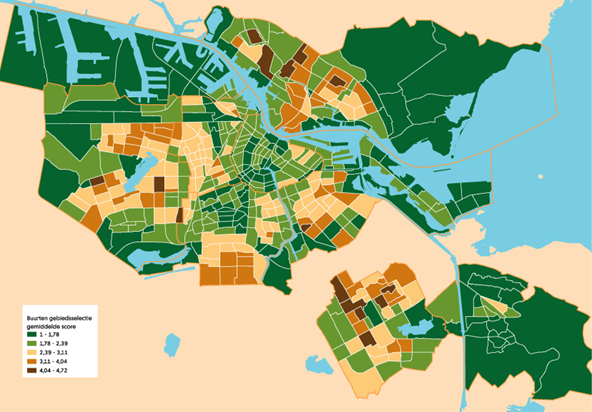 Buurten gebiedsselectie
gemiddelde score
1 - 1,78
1,78 - 2,39
2,39 - 3,11
3,11 - 4,04
4,04 - 4,72